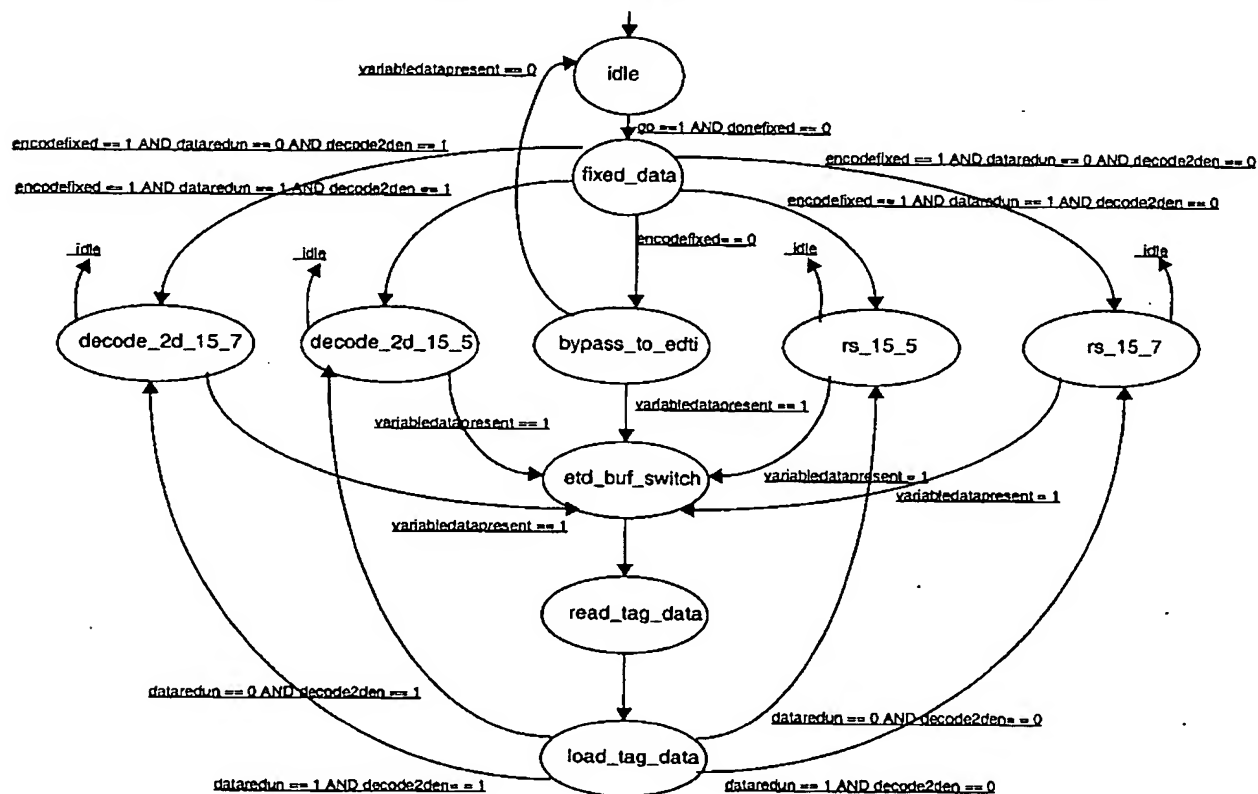 idle
variabledatapresent == 0
go ==1 AND donefixed == 0
encodefixed == 1 AND dataredun == 0 AND decode2den == 1
encodefixed == 1 AND dataredun == 0 AND decode2den == 0
fixed_data
encodefixed == 1 AND dataredun == 1 AND decode2den == 1
encodefixed == 1 AND dataredun == 1 AND decode2den == 0
encodefixed== 0
idle
idle
idle
idle
decode_2d_15_7
decode_2d_15_5
bypass_to_edti
rs_15_5
rs_15_7
variabledatapresent == 1
variabledatapresent == 1
etd_buf_switch
variabledatapresent = 1
variabledatapresent = 1
variabledatapresent == 1
read_tag_data
dataredun == 0 AND decode2den == 1
dataredun == 0 AND decode2den= = 0
load_tag_data
dataredun == 1 AND decode2den= = 1
dataredun == 1 AND decode2den == 0